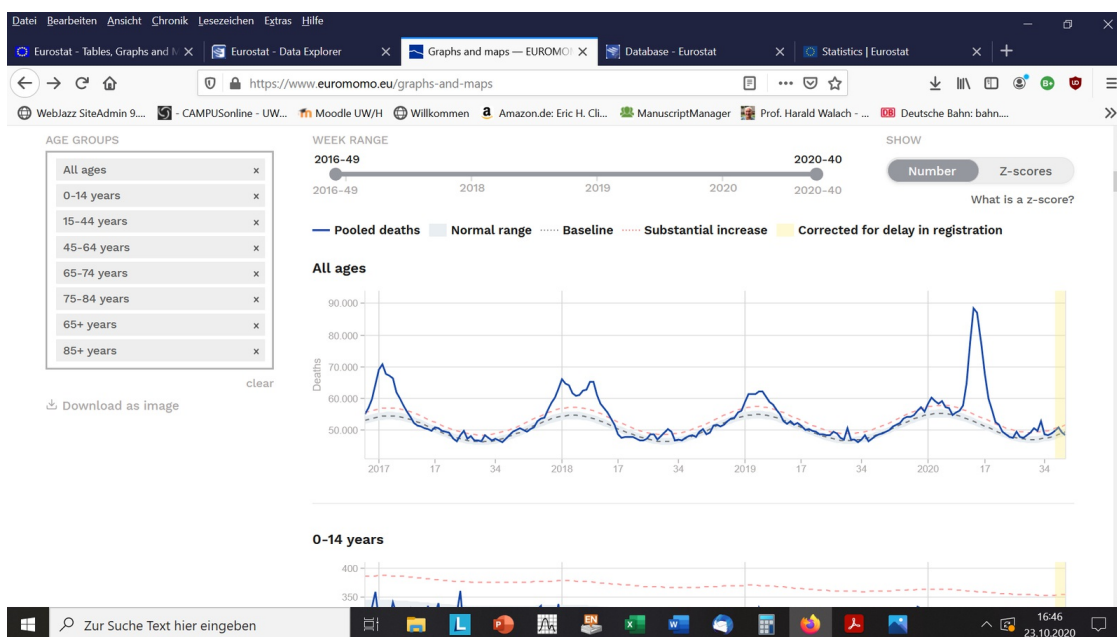 Datei Bearbeiten Ansicht Chronik Lesezeichen Extras Hilfe
Eurostat - Tables, Graphs and M
Eurostat - Data Explorer
Graphs and maps — EUROMO
Database - Eurostat
Statistics | Eurostat
https://www.euromomo.eu/graphs-and-maps
WebJazz SiteAdmin 9....
- CAMPUSonline - UW...
Moodle UW/H
Willkommen
Amazon.de: Eric H. Cli...
ManuscriptManager
Prof. Harald Walach - ...
Deutsche Bahn: bahn....
AGE GROUPS
All ages x
0-14 years x
15-44 years x
45-64 years x
65-74 years x
75-84 years x
65+ years x
85+ years x
clear
Download as image
WEEK RANGE
2016-49 2020-40
2016-49 2018 2019 2020 2020-40
SHOW
Number Z-scores
What is a z-score?
Pooled deaths Normal range Baseline Substantial increase Corrected for delay in registration
All ages
Deaths
90.000
80.000
70.000
60.000
50.000
2017 17 34 2018 17 34 2019 17 34 2020 17 34
0-14 years
400
350
Zur Suche Text hier eingeben
EN
16:46
23.10.2020